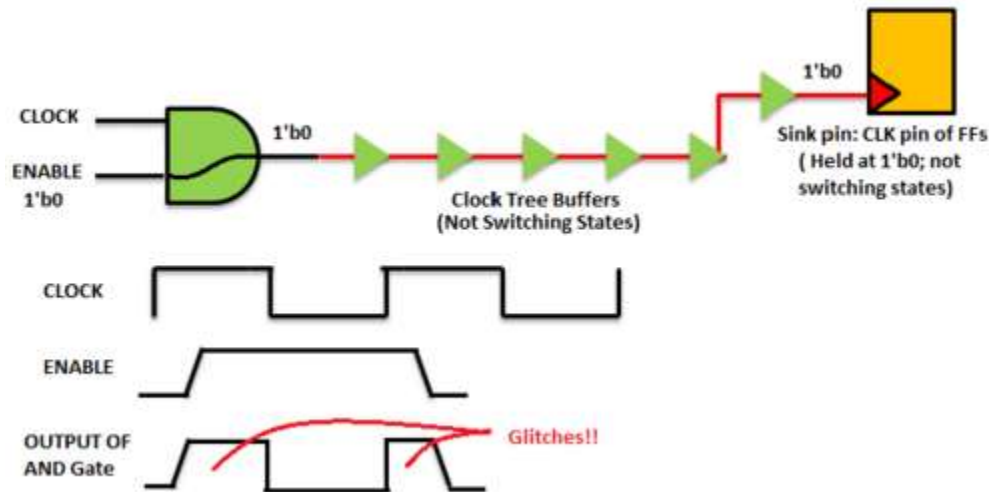 CLOCK
ENABLE
1'b0
1'b0
Clock Tree Buffers
(Not Switching States)
1'b0
Sink pin: CLK pin of FFs
( Held at 1'b0; not
switching states)
CLOCK
ENABLE
OUTPUT OF
AND Gate
Glitches!!